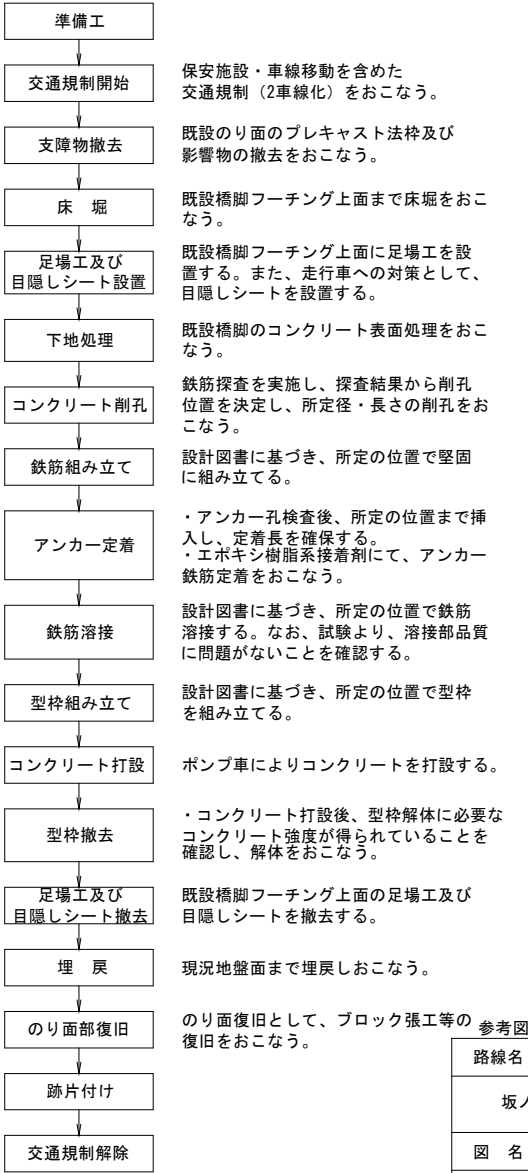 準備工
交通規制開始
保安施設・車線移動を含めた
交通規制（2車線化）をおこなう。
支障物撤去
既設のり面のプレキャスト法枠及び
影響物の撤去をおこなう。
床　堀
既設橋脚フーチング上面まで床堀をおこ
なう。
足場工及び
目隠しシート設置
既設橋脚フーチング上面に足場工を設
置する。また、走行車への対策として、
目隠しシートを設置する。
下地処理
既設橋脚のコンクリート表面処理をおこ
なう。
コンクリート削孔
鉄筋探査を実施し、探査結果から削孔
位置を決定し、所定径・長さの削孔をお
こなう。
鉄筋組み立て
設計図書に基づき、所定の位置で堅固
に組み立てる。
アンカー定着
・アンカー孔検査後、所定の位置まで挿
入し、定着長を確保する。
・エポキシ樹脂系接着剤にて、アンカー
鉄筋定着をおこなう。
鉄筋溶接
設計図書に基づき、所定の位置で鉄筋
溶接する。なお、試験より、溶接部品質
に問題がないことを確認する。
型枠組み立て
設計図書に基づき、所定の位置で型枠
を組み立てる。
コンクリート打設
ポンプ車によりコンクリートを打設する。
型枠撤去
・コンクリート打設後、型枠解体に必要な
コンクリート強度が得られていることを
確認し、解体をおこなう。
足場工及び
目隠しシート撤去
既設橋脚フーチング上面の足場工及び
目隠しシートを撤去する。
埋　戻
現況地盤面まで埋戻しおこなう。
のり面部復旧
のり面復旧として、ブロック張工等の
復旧をおこなう。
参考図
路線名
跡片付け
坂ノ
交通規制解除
図　名